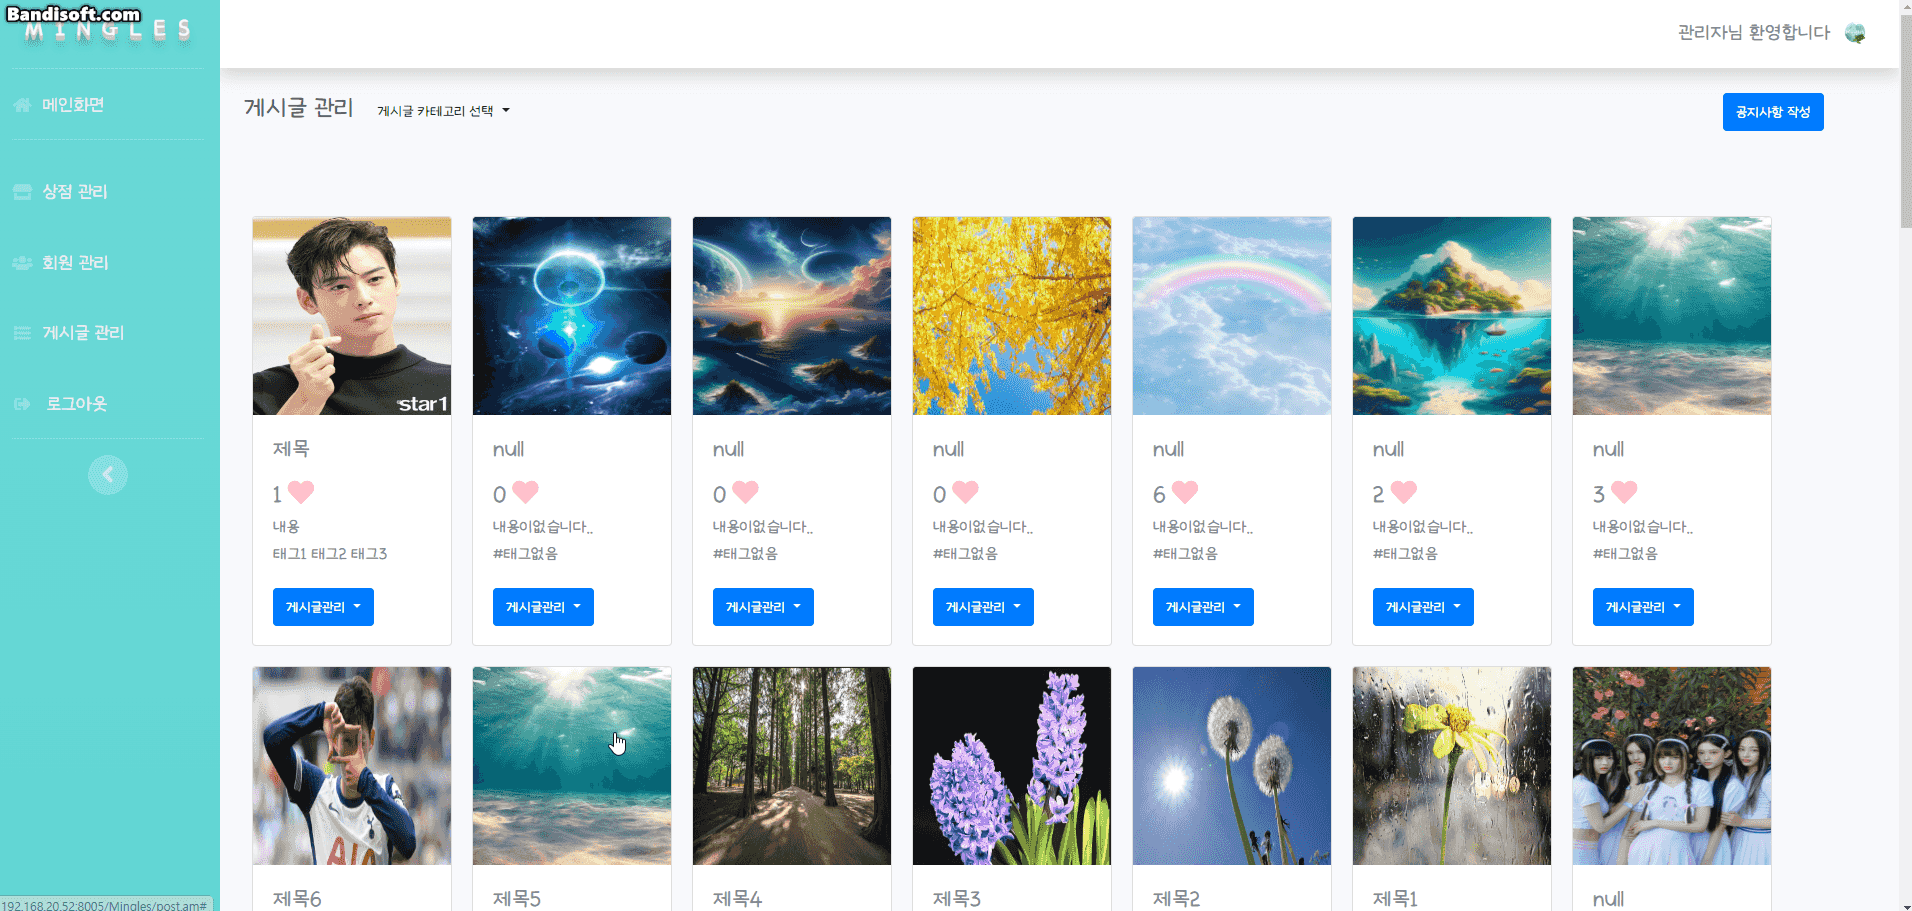 Bandisoft.com
MINGLES
관리자님 환영합니다
메인화면
상점 관리
회원 관리
게시글 관리
로그아웃
게시글 관리 게시글 카테고리 선택
공지사항 작성
star1
제목
1
내용
태그1 태그2 태그3
게시글관리
null
0
내용이없습니다..
#태그없음
게시글관리
null
0
내용이없습니다..
#태그없음
게시글관리
null
0
내용이없습니다..
#태그없음
게시글관리
null
6
내용이없습니다..
#태그없음
게시글관리
null
2
내용이없습니다..
#태그없음
게시글관리
null
3
내용이없습니다..
#태그없음
게시글관리
AIA
제목6
제목5
제목4
제목3
제목2
제목1
null
192.168.20.52:8005/Mingles/post.am#